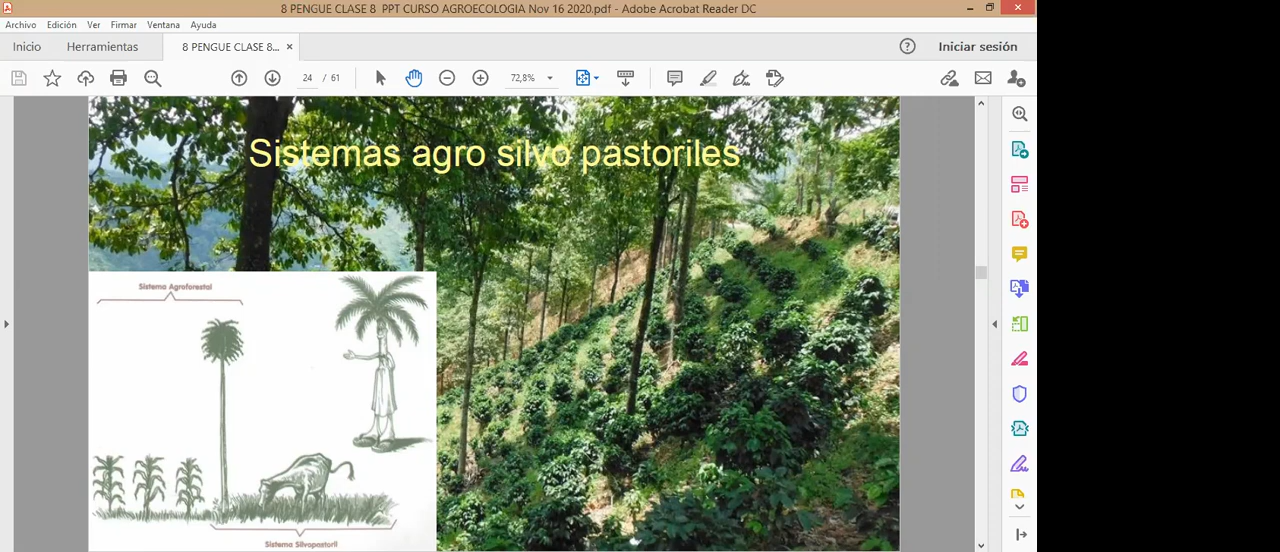 8 PENGUE CLASE 8 PPT CURSO AGROECOLOGIA Nov 16 2020.pdf - Adobe Acrobat Reader DC
Archivo Edición Ver Firmar Ventana Ayuda
Inicio Herramientas 8 PENGUE CLASE 8... × Iniciar sesión
24 / 61 72,8%
Sistemas agro silvo pastoriles
Sistema Agroforestal
Sistema Silvopastoril